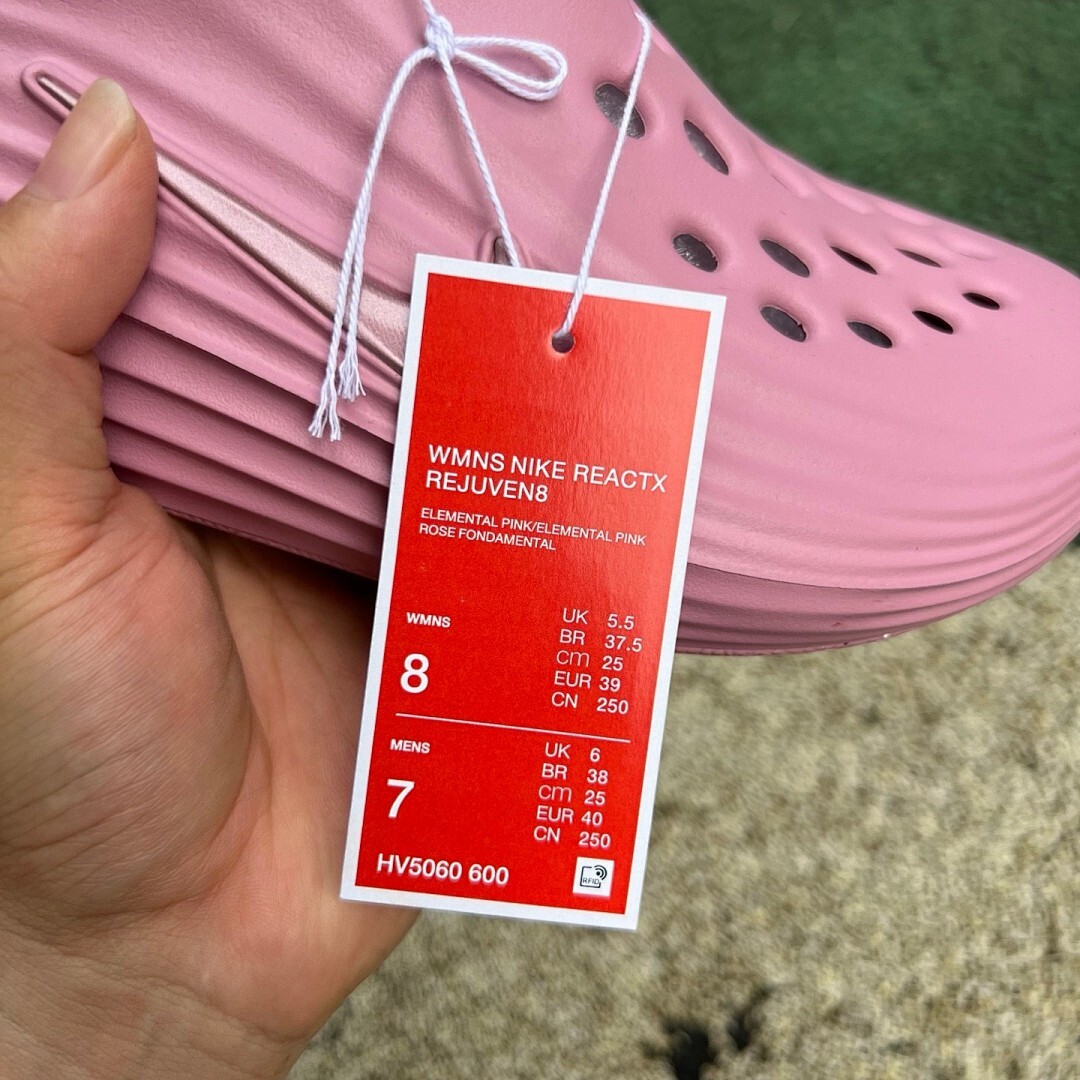 WMNS NIKE REACTX
REJUVEN8
ELEMENTAL PINK/ELEMENTAL PINK
ROSE FONDAMENTAL
WMNS
8
UK 5.5
BR 37.5
cm 25
EUR 39
CN 250
MENS
7
UK 6
BR 38
cm 25
EUR 40
CN 250
HV5060 600
RFID